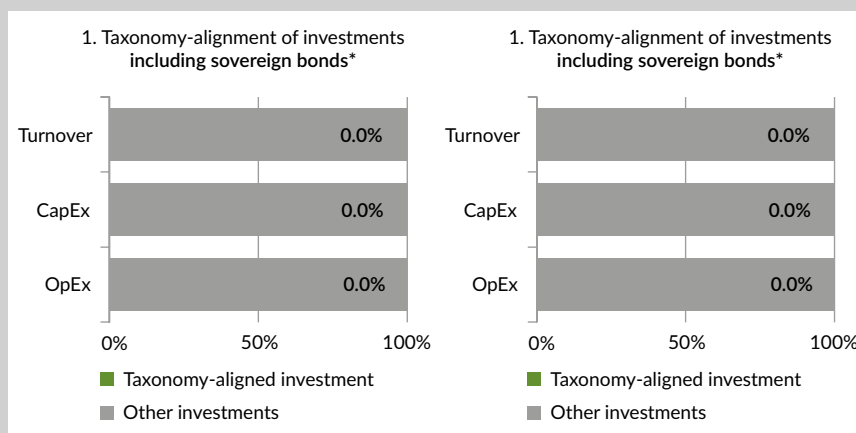 1. Taxonomy-alignment of investments
including sovereign bonds*
Turnover
0.0%
CapEx
0.0%
OpEx
0.0%
0%
50%
100%
Taxonomy-aligned investment
Other investments
1. Taxonomy-alignment of investments
including sovereign bonds*
Turnover
0.0%
CapEx
0.0%
OpEx
0.0%
0%
50%
100%
Taxonomy-aligned investment
Other investments